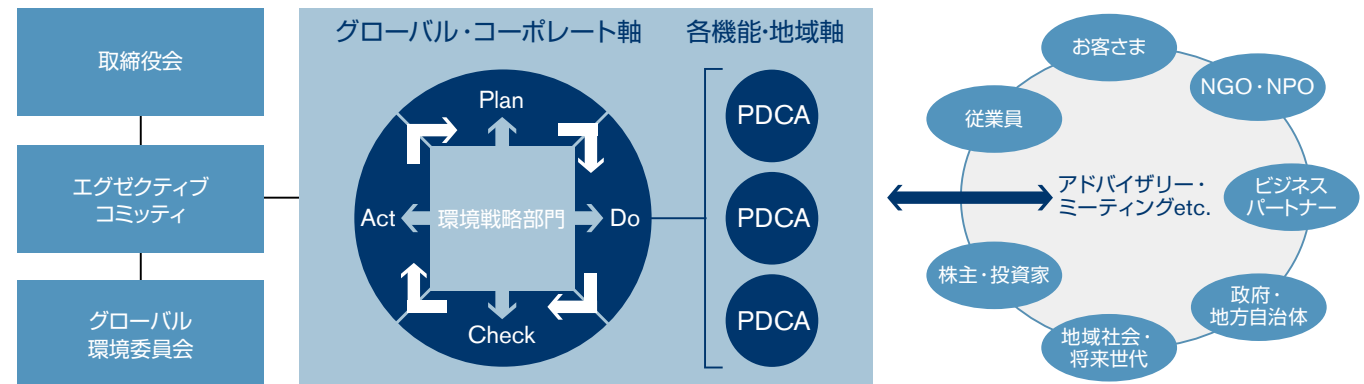 取締役会
エグゼクティブ
コミッティ
グローバル
環境委員会
グローバル・コーポレート軸
各機能・地域軸
Plan
Act
環境戦略部門
Do
Check
PDCA
PDCA
PDCA
お客さま
NGO・NPO
従業員
アドバイザリー・
ミーティングetc.
ビジネス
パートナー
株主・投資家
政府・
地方自治体
地域社会・
将来世代